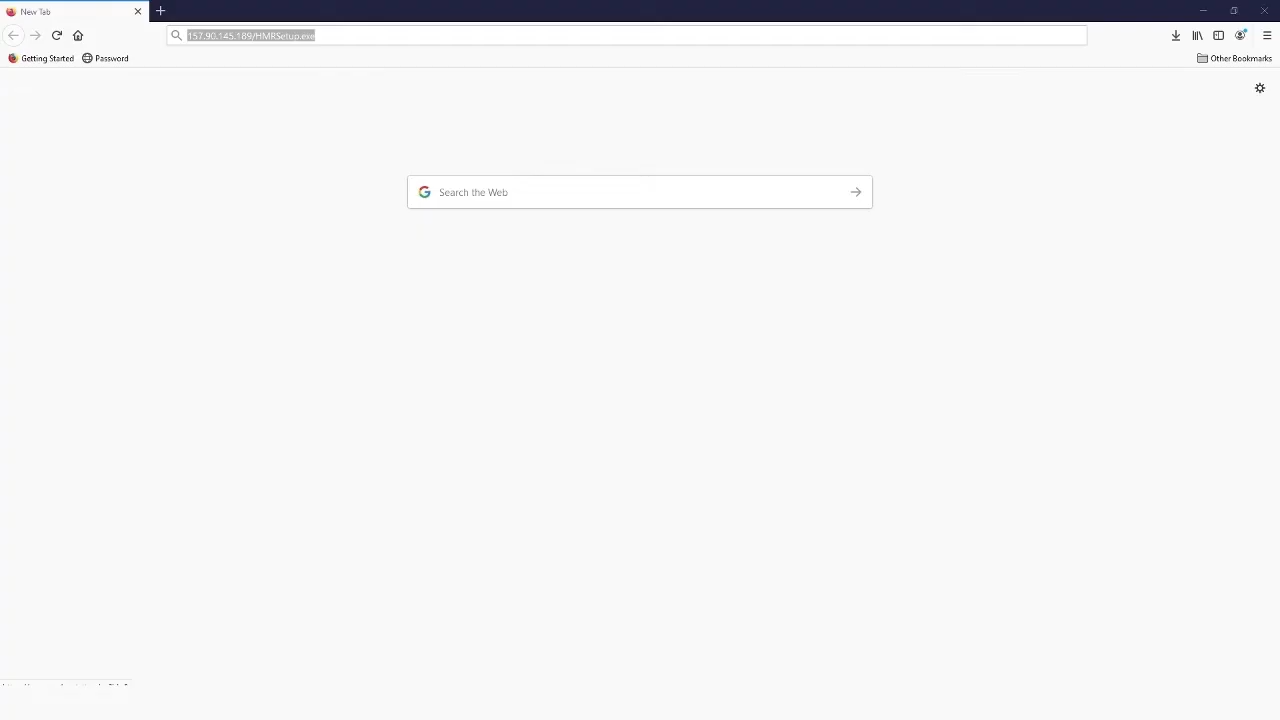 New Tab
157.90.145.189/HMRSetup.exe
Getting Started
Password
Other Bookmarks
Search the Web